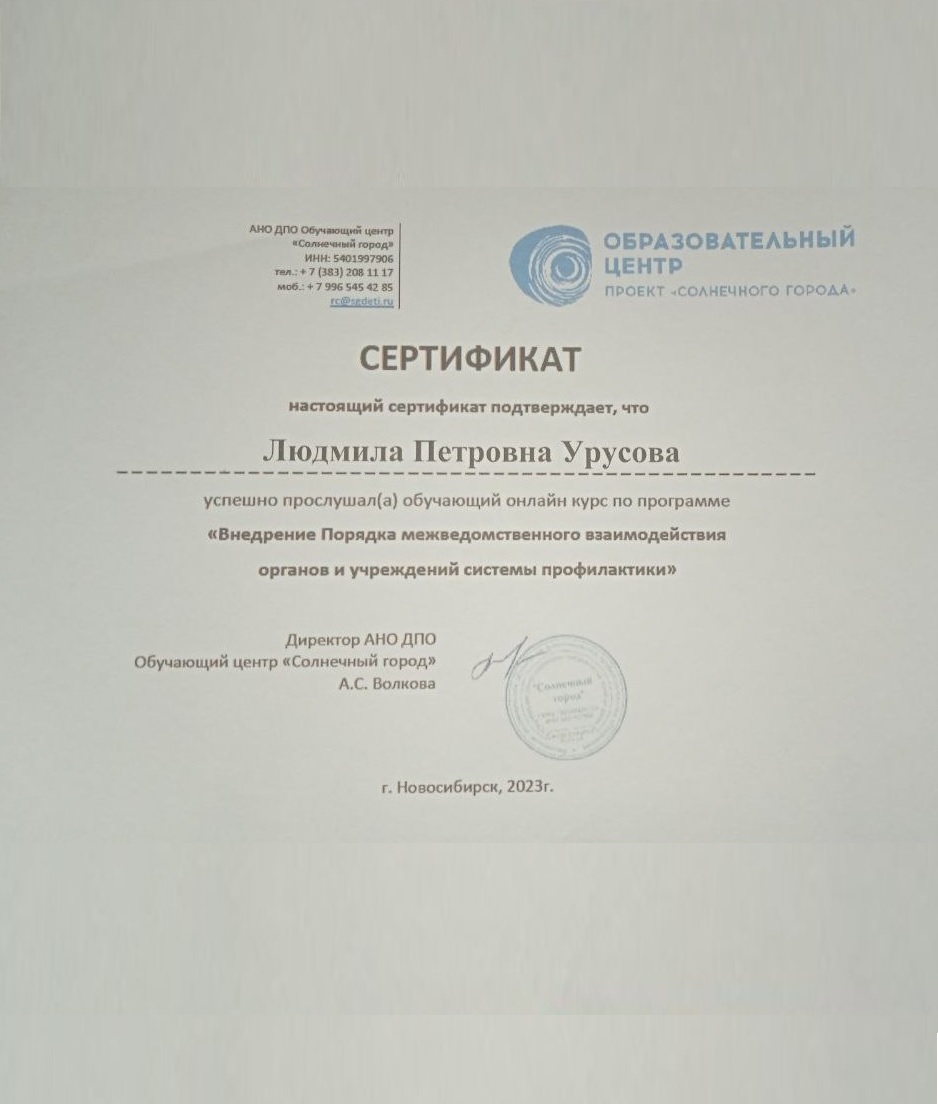 АНО ДПО Обучающий центр
«Солнечный город»
ИНН: 5401997906
тел.: + 7 (383) 208 11 17
моб.: + 7 996 545 42 85
rc@sgdeti.ru
ОБРАЗОВАТЕЛЬНЫЙ
ЦЕНТР
ПРОЕКТ «СОЛНЕЧНОГО ГОРОДА»
СЕРТИФИКАТ
настоящий сертификат подтверждает, что
Людмила Петровна Урусова
успешно прослушал(а) обучающий онлайн курс по программе
«Внедрение Порядка межведомственного взаимодействия
органов и учреждений системы профилактики»
Директор АНО ДПО
Обучающий центр «Солнечный город»
А.С. Волкова
"Солнечный
город"
г. Новосибирск, 2023г.